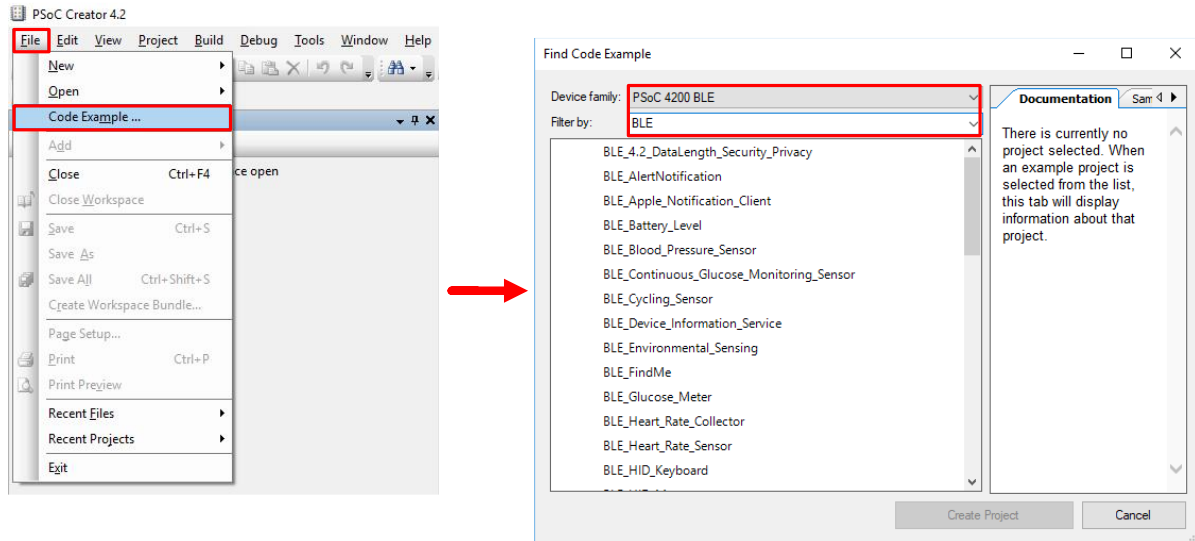 PSoC Creator 4.2
File Edit View Project Build Debug Tools Window Help
New
Open
Code Example ...
Add
Close Ctrl+F4
ce open
Close Workspace
Save Ctrl+S
Save As
Save All Ctrl+Shift+S
Create Workspace Bundle...
Page Setup...
Print Ctrl+P
Print Preview
Recent Files
Recent Projects
Exit
Find Code Example
Device family: PSoC 4200 BLE
Filter by: BLE
BLE_4.2_DataLength_Security_Privacy
BLE_AlertNotification
BLE_Apple_Notification_Client
BLE_Battery_Level
BLE_Blood_Pressure_Sensor
BLE_Continuous_Glucose_Monitoring_Sensor
BLE_Cycling_Sensor
BLE_Device_Information_Service
BLE_Environmental_Sensing
BLE_FindMe
BLE_Glucose_Meter
BLE_Heart_Rate_Collector
BLE_Heart_Rate_Sensor
BLE_HID_Keyboard
Documentation Sam
There is currently no
project selected. When
an example project is
selected from the list,
this tab will display
information about that
project.
Create Project Cancel